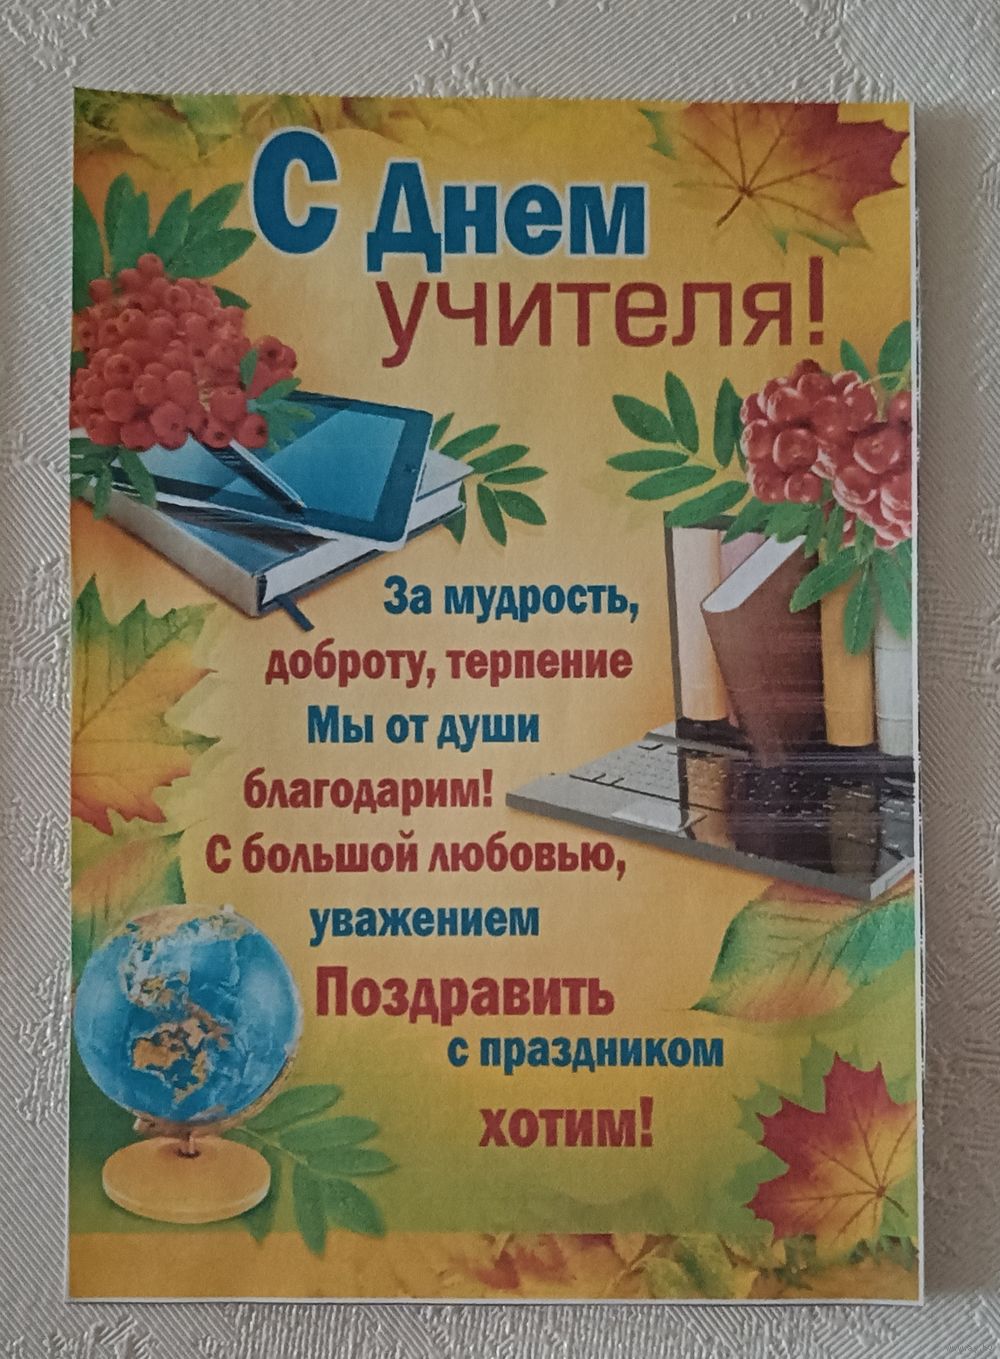 С Днем
учителя!
За мудрость,
доброту, терпение
Мы от души
благодарим!
С большой любовью,
уважением
Поздравить
с праздником
хотим!